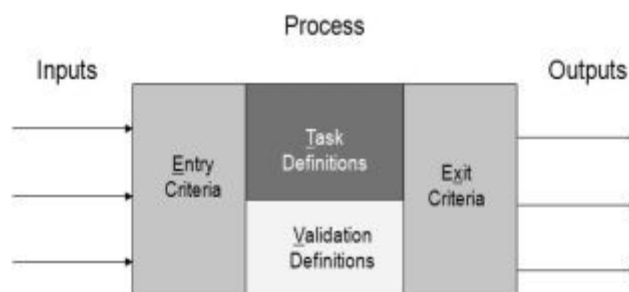 Process
Inputs
Outputs
Entry
Criteria
Task
Definitions
Validation
Definitions
Exit
Criteria